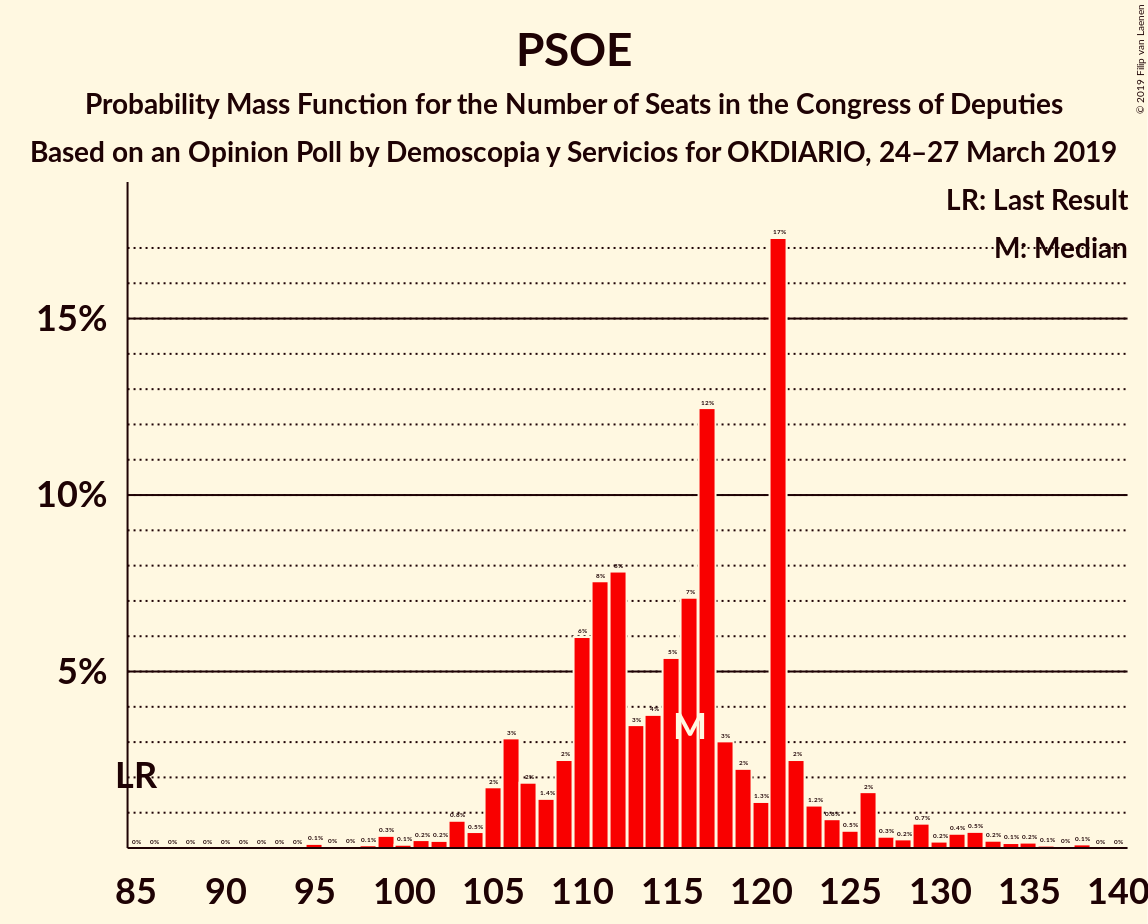 © 2019 Filip van Laenen
PSOE
Probability Mass Function for the Number of Seats in the Congress of Deputies
Based on an Opinion Poll by Demoscopia y Servicios for OKDIARIO, 24–27 March 2019
LR: Last Result
M: Median
15%
10%
5%
LR
M
0% 0% 0% 0% 0% 0% 0% 0% 0% 0% 0.1% 0% 0% 0.1% 0.3% 0.1% 0.2% 0.2% 0.8% 0.5% 2% 3% 2% 1.4% 2% 6% 8% 8% 3% 4% 5% 7% 12% 3% 2% 1.3% 17% 2% 1.2% 0.8% 0.5% 2% 0.3% 0.2% 0.7% 0.2% 0.4% 0.5% 0.2% 0.1% 0.2% 0.1% 0% 0.1% 0% 0%
85 90 95 100 105 110 115 120 125 130 135 140